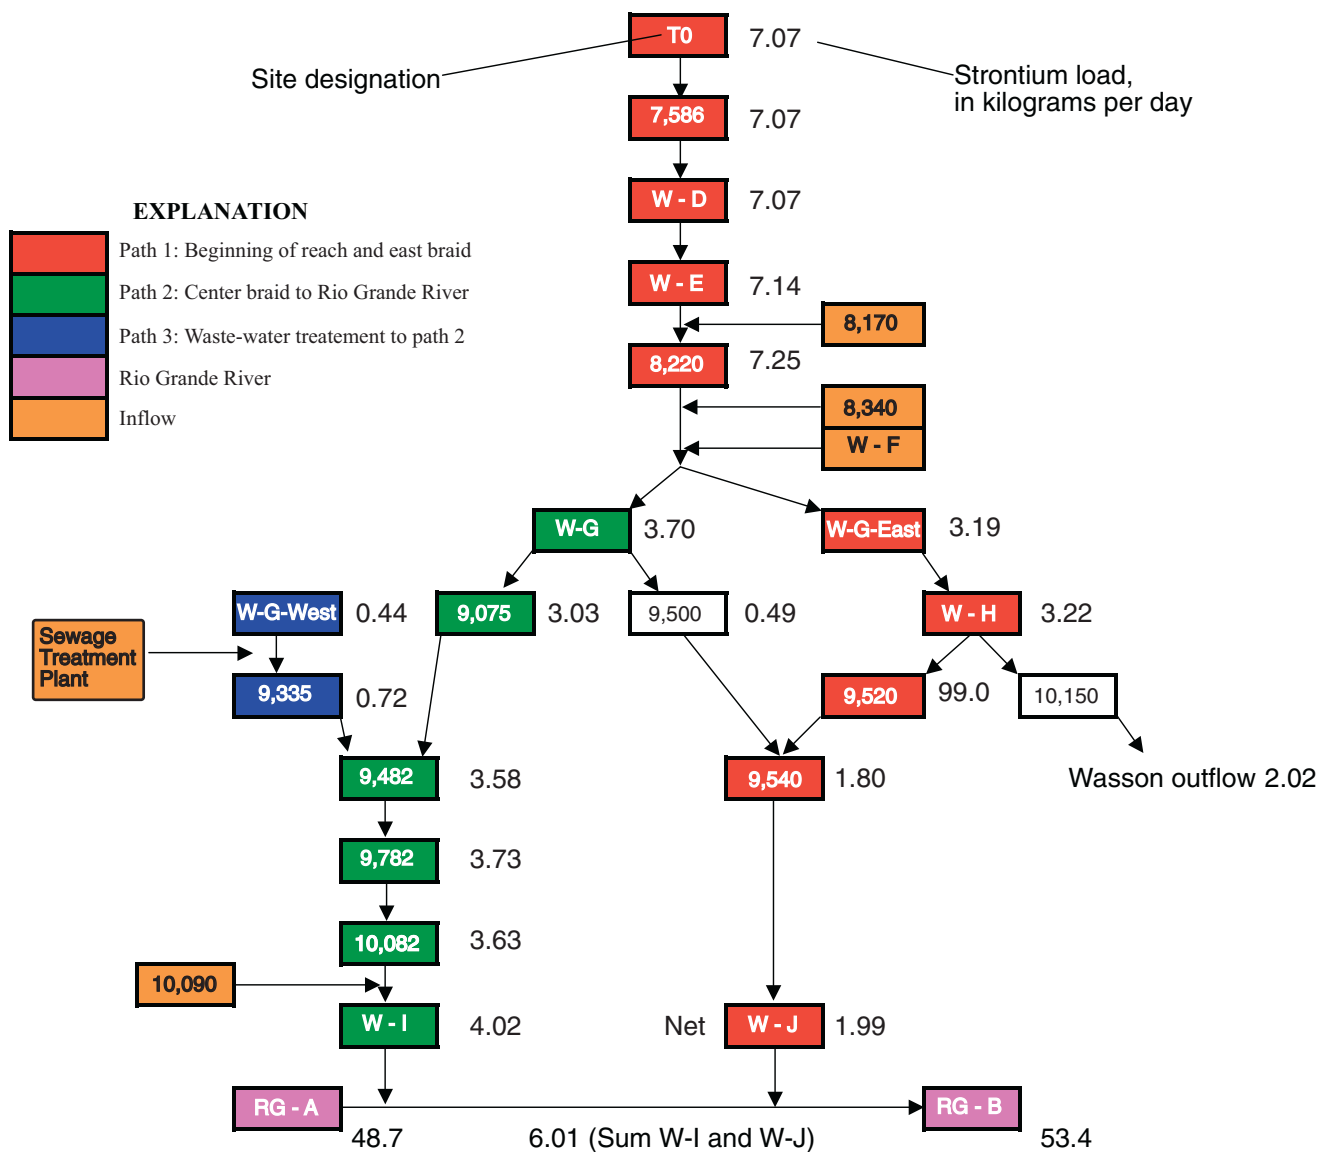 T0
7.07
Site designation
Strontium load,
in kilograms per day
7,586
7.07
W - D
7.07
EXPLANATION
Path 1: Beginning of reach and east braid
Path 2: Center braid to Rio Grande River
Path 3: Waste-water treatement to path 2
Rio Grande River
Inflow
W - E
7.14
8,170
8,220
7.25
8,340
W - F
W-G
3.70
W-G-East
3.19
W-G-West
0.44
9,075
3.03
9,500
0.49
W - H
3.22
Sewage
Treatment
Plant
9,335
0.72
9,520
99.0
10,150
9,482
3.58
9,540
1.80
Wasson outflow 2.02
9,782
3.73
10,082
3.63
10,090
W - I
4.02
Net
W - J
1.99
RG - A
RG - B
48.7
6.01 (Sum W-I and W-J)
53.4